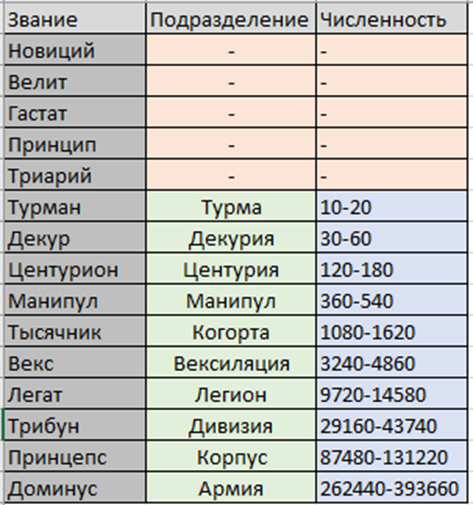 Звание Подразделение Численность
Новиций - -
Велит - -
Гастат - -
Принцип - -
Триарий - -
Турман Турма 10-20
Декур Декурия 30-60
Центурион Центурия 120-180
Манипул Манипул 360-540
Тысячник Когорта 1080-1620
Векс Вексиляция 3240-4860
Легат Легион 9720-14580
Трибун Дивизия 29160-43740
Принцепс Корпус 87480-131220
Доминус Армия 262440-393660